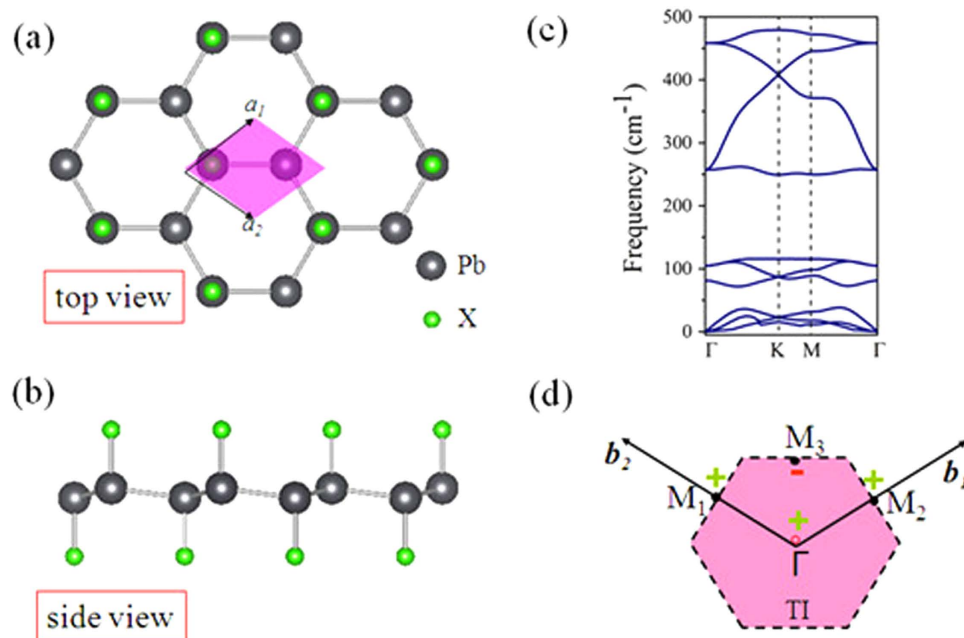 (a)
a1
a2
Pb
X
top view
(b)
side view
(c)
Frequency (cm-1)
500
400
300
200
100
0
Γ K M Γ
(d)
b2
M3
b1
M1
+
-
+
M2
+
Γ
TI